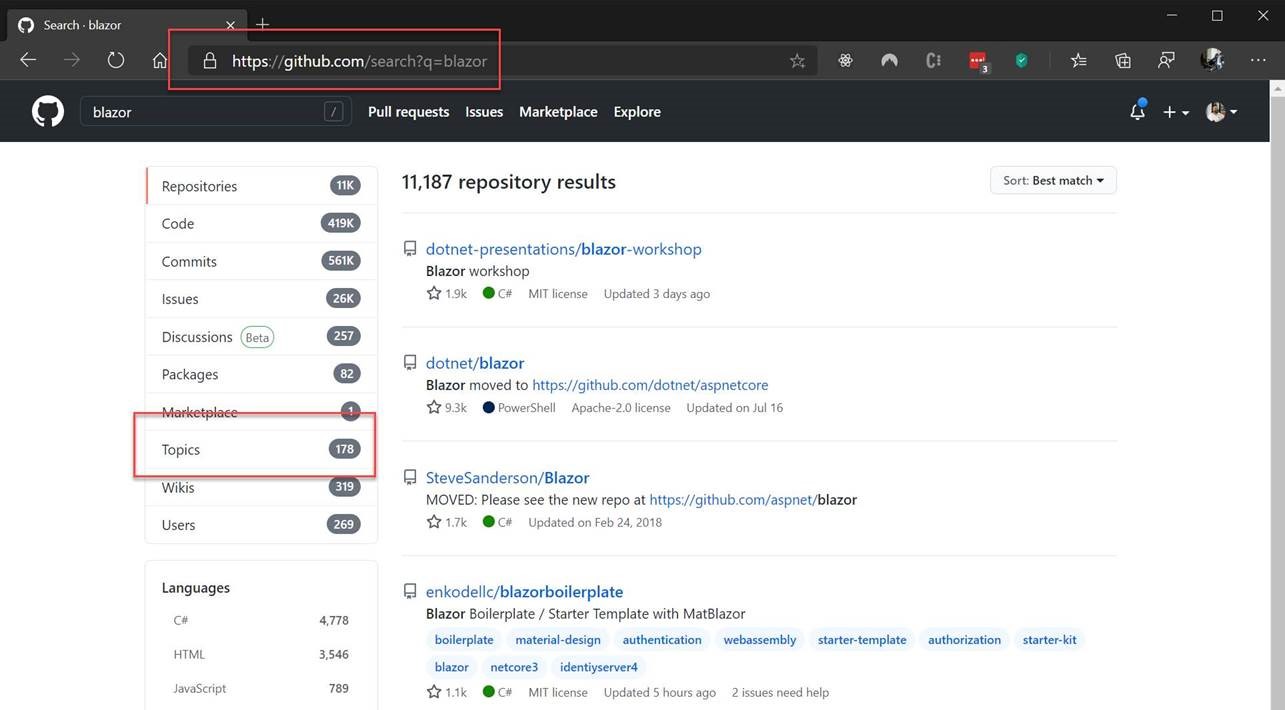 Search · blazor
https://github.com/search?q=blazor
3
blazor /
Pull requests Issues Marketplace Explore
Repositories 11K
Code 419K
Commits 561K
Issues 26K
Discussions Beta 257
Packages 82
Marketplace 1
Topics 178
Wikis 319
Users 269
Languages
C# 4,778
HTML 3,546
JavaScript 789
11,187 repository results
Sort: Best match
dotnet-presentations/blazor-workshop
Blazor workshop
1.9k C# MIT license Updated 3 days ago
dotnet/blazor
Blazor moved to https://github.com/dotnet/aspnetcore
9.3k PowerShell Apache-2.0 license Updated on Jul 16
SteveSanderson/Blazor
MOVED: Please see the new repo at https://github.com/aspnet/blazor
1.7k C# Updated on Feb 24, 2018
enkodellc/blazorboilerplate
Blazor Boilerplate / Starter Template with MatBlazor
boilerplate material-design authentication webassembly starter-template authorization starter-kit
blazor netcore3 identiyserver4
1.1k C# MIT license Updated 5 hours ago 2 issues need help